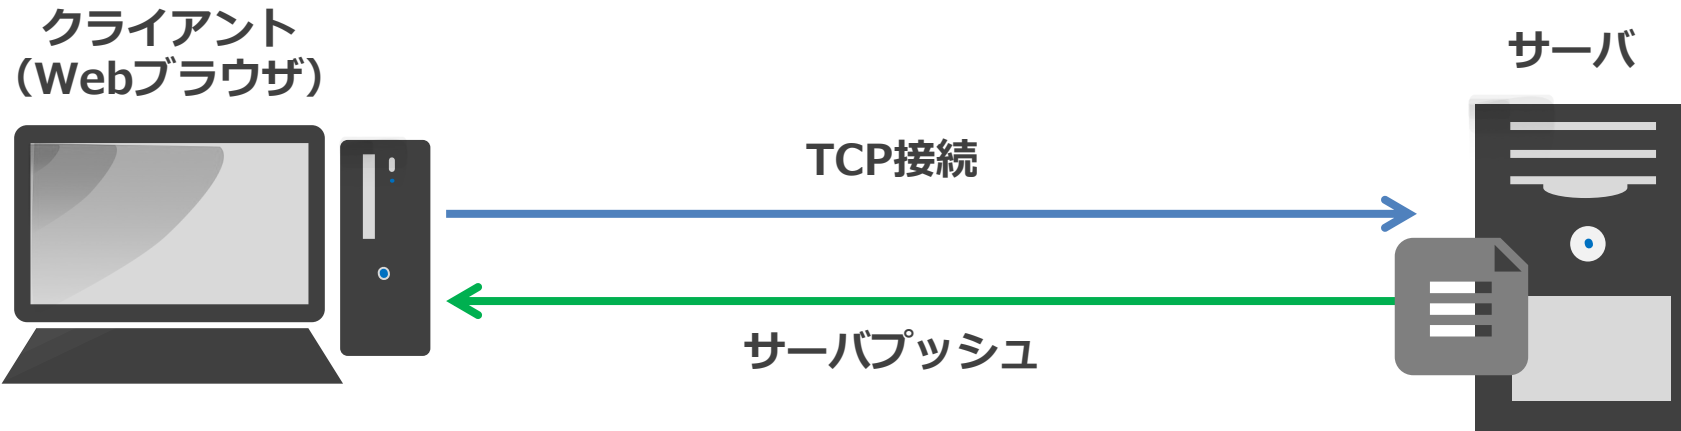 クライアント
（Webブラウザ）
サーバ
TCP接続
サーバプッシュ